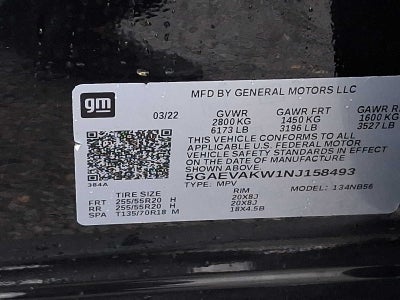 gm
MFD BY GENERAL MOTORS LLC
03/22 GVWR GAWR FRT GAWR R
2800 KG 1450 KG 1600 KG
6173 LB 3196 LB 3527 LB
THIS VEHICLE CONFORMS TO ALL
APPLICABLE U.S. FEDERAL MOTOR
VEHICLE SAFETY STANDARDS IN EFFECT
ON THE DATE OF MANUFACTURE
SHOWN ABOVE.
5GAEVAKW1NJ158493
384A TYPE: MPV MODEL: 134NB56
TIRE SIZE RIM
FRT 255/55R20 H 20X8J
RR 255/55R20 H 20X8J
SPA T135/70R18 M 18X4.5B